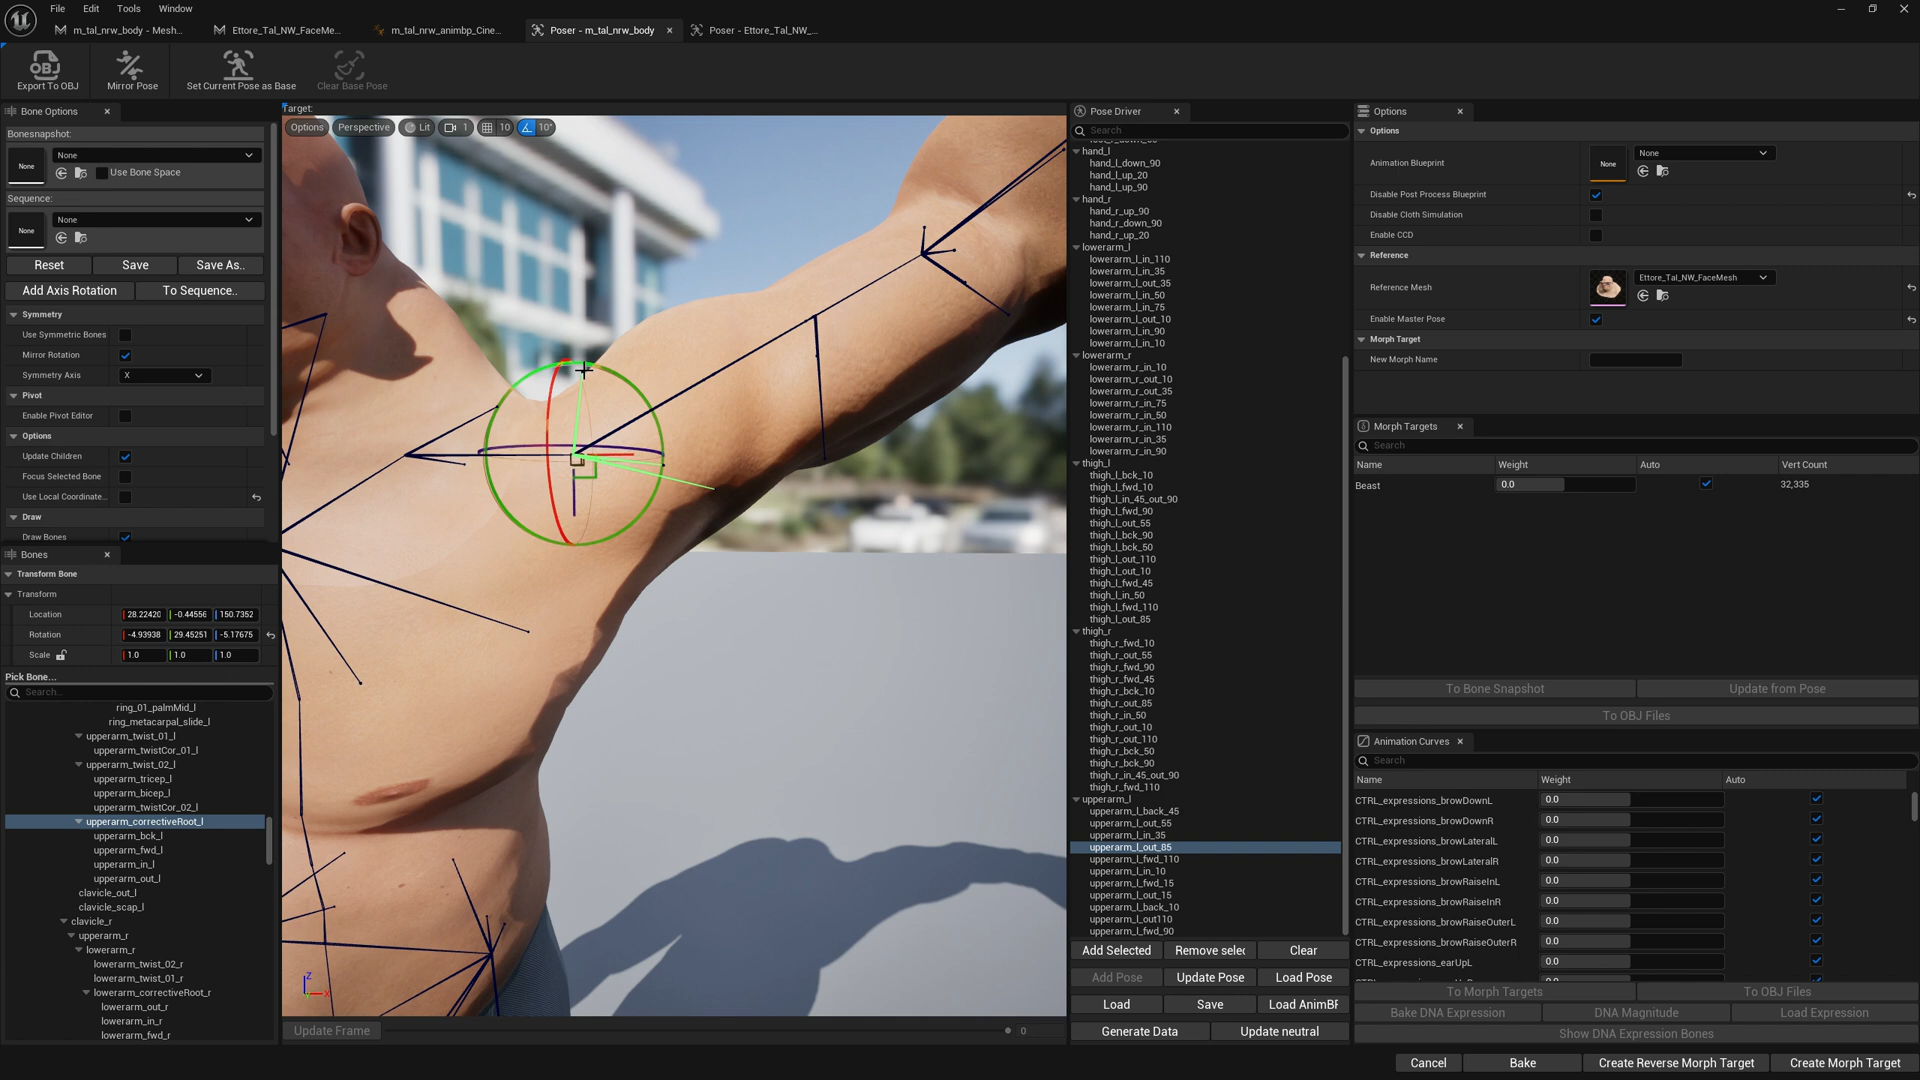 File Edit Tools Window
m_tal_nrw_body - Mesh... Ettore_Tal_NW_FaceMe... m_tal_nrw_animbp_Cine... Poser - m_tal_nrw_body Poser - Ettore_Tal_NW_...
Export To OBJ Mirror Pose Set Current Pose as Base Clear Base Pose
Bone Options
Bonesnapshot:
None None
Use Bone Space
Sequence:
None None
Reset Save Save As..
Add Axis Rotation To Sequence..
Symmetry
Use Symmetric Bones
Mirror Rotation
Symmetry Axis X
Pivot
Enable Pivot Editor
Options
Update Children
Focus Selected Bone
Use Local Coordinate...
Draw
Draw Bones
Bones
Transform Bone
Transform
Location 28.22420 -0.44556 150.7352
Rotation -4.93938 29.45251 -5.17675
Scale 1.0 1.0 1.0
Pick Bone...
Search...
ring_01_palmMid_l
ring_metacarpal_slide_l
upperarm_twist_01_l
upperarm_twistCor_01_l
upperarm_twist_02_l
upperarm_tricep_l
upperarm_bicep_l
upperarm_twistCor_02_l
upperarm_correctiveRoot_l
upperarm_bck_l
upperarm_fwd_l
upperarm_in_l
upperarm_out_l
clavicle_out_l
clavicle_scap_l
clavicle_r
upperarm_r
lowerarm_r
lowerarm_twist_02_r
lowerarm_twist_01_r
lowerarm_correctiveRoot_r
lowerarm_out_r
lowerarm_in_r
lowerarm_fwd_r
Target:
Options Perspective Lit 1 10 10°
Z
X
Update Frame 0
Pose Driver
Search
hand_l
hand_l_down_90
hand_l_up_20
hand_l_up_90
hand_r
hand_r_up_90
hand_r_down_90
hand_r_up_20
lowerarm_l
lowerarm_l_in_110
lowerarm_l_in_35
lowerarm_l_out_35
lowerarm_l_in_50
lowerarm_l_in_75
lowerarm_l_out_10
lowerarm_l_in_90
lowerarm_l_in_10
lowerarm_r
lowerarm_r_in_10
lowerarm_r_out_10
lowerarm_r_out_35
lowerarm_r_in_75
lowerarm_r_in_50
lowerarm_r_in_110
lowerarm_r_in_35
lowerarm_r_in_90
thigh_l
thigh_l_bck_10
thigh_l_fwd_10
thigh_l_in_45_out_90
thigh_l_fwd_90
thigh_l_out_55
thigh_l_bck_90
thigh_l_bck_50
thigh_l_out_110
thigh_l_out_10
thigh_l_fwd_45
thigh_l_in_50
thigh_l_fwd_110
thigh_l_out_85
thigh_r
thigh_r_fwd_10
thigh_r_out_55
thigh_r_fwd_90
thigh_r_fwd_45
thigh_r_bck_10
thigh_r_out_85
thigh_r_in_50
thigh_r_out_10
thigh_r_out_110
thigh_r_bck_50
thigh_r_bck_90
thigh_r_in_45_out_90
thigh_r_fwd_110
upperarm_l
upperarm_l_back_45
upperarm_l_out_55
upperarm_l_in_35
upperarm_l_out_85
upperarm_l_fwd_110
upperarm_l_in_10
upperarm_l_fwd_15
upperarm_l_out_15
upperarm_l_back_10
upperarm_l_out110
upperarm_l_fwd_90
Add Selected Remove selec Clear
Add Pose Update Pose Load Pose
Load Save Load AnimBF
Generate Data Update neutral
Options
Options
Animation Blueprint None None
Disable Post Process Blueprint
Disable Cloth Simulation
Enable CCD
Reference
Reference Mesh Ettore_Tal_NW_FaceMesh
Enable Master Pose
Morph Target
New Morph Name
Morph Targets
Search
Name Weight Auto Vert Count
Beast 0.0 32,335
To Bone Snapshot Update from Pose
To OBJ Files
Animation Curves
Search
Name Weight Auto
CTRL_expressions_browDownL 0.0
CTRL_expressions_browDownR 0.0
CTRL_expressions_browLateralL 0.0
CTRL_expressions_browLateralR 0.0
CTRL_expressions_browRaiseInL 0.0
CTRL_expressions_browRaiseInR 0.0
CTRL_expressions_browRaiseOuterL 0.0
CTRL_expressions_browRaiseOuterR 0.0
CTRL_expressions_earUpL 0.0
To Morph Targets To OBJ Files
Bake DNA Expression DNA Magnitude Load Expression
Show DNA Expression Bones
Cancel Bake Create Reverse Morph Target Create Morph Target